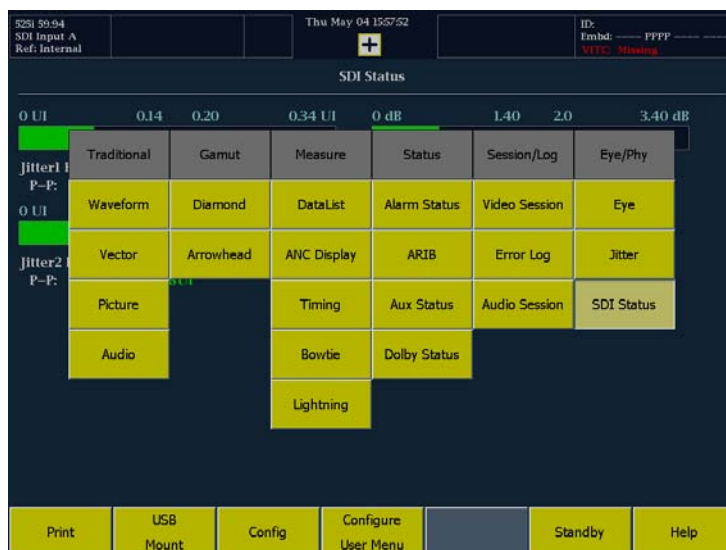 525i 59.94
SDI Input A
Ref: Internal
Thu May 04 15:57:52
ID:
Embd: ---- PPPP ---- ----
VITC: Missing
SDI Status
0 UI 0.14 0.20 0.34 UI 0 dB 1.40 2.0 3.40 dB
Traditional Gamut Measure Status Session/Log Eye/Phy
Jitter1
P-P:
Waveform Diamond DataList Alarm Status Video Session Eye
0 UI
Vector Arrowhead ANC Display ARIB Error Log Jitter
Jitter2
P-P:
Picture Timing Aux Status Audio Session SDI Status
Audio Bowtie Dolby Status
Lightning
Print
USB
Mount
Config
Configure
User Menu
Standby
Help